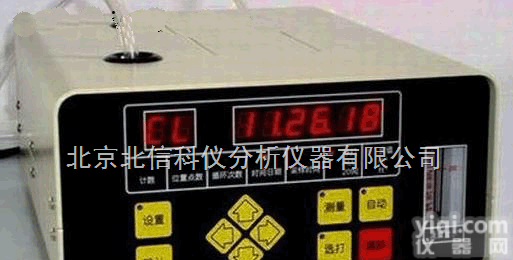 CL 11.26.18
北京北信科仪分析仪器有限公司
计数 位置点数 循环次数 时间日期 采样时间
设置 测量 自动
选打
yiqi.com
仪器网